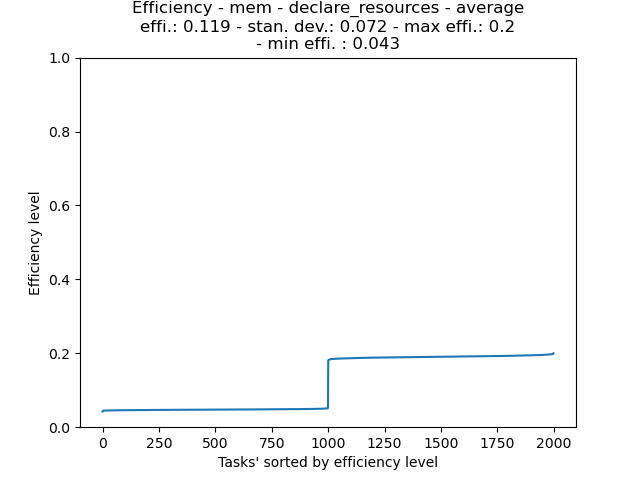 Efficiency - mem - declare_resources - average
effi.: 0.119 - stan. dev.: 0.072 - max effi.: 0.2
- min effi. : 0.043
1.0
0.8
0.6
0.4
0.2
0.0
Efficiency level
0 250 500 750 1000 1250 1500 1750 2000
Tasks' sorted by efficiency level